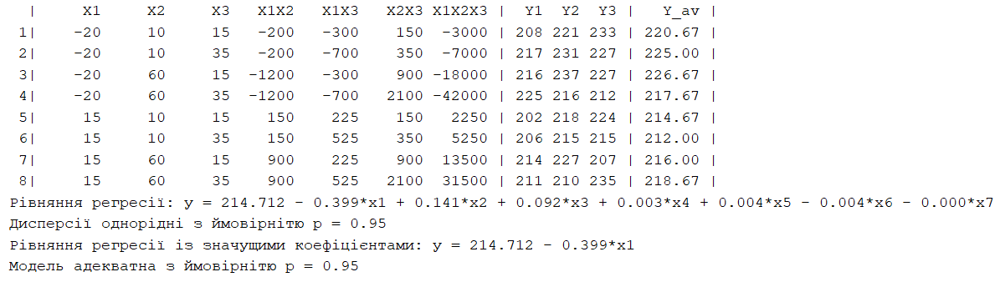 | X1 X2 X3 X1X2 X1X3 X2X3 X1X2X3 | Y1 Y2 Y3 | Y_av |
1| -20 10 15 -200 -300 150 -3000 | 208 221 233 | 220.67 |
2| -20 10 35 -200 -700 350 -7000 | 217 231 227 | 225.00 |
3| -20 60 15 -1200 -300 900 -18000 | 216 237 227 | 226.67 |
4| -20 60 35 -1200 -700 2100 -42000 | 225 216 212 | 217.67 |
5| 15 10 15 150 225 150 2250 | 202 218 224 | 214.67 |
6| 15 10 35 150 525 350 5250 | 206 215 215 | 212.00 |
7| 15 60 15 900 225 900 13500 | 214 227 207 | 216.00 |
8| 15 60 35 900 525 2100 31500 | 211 210 235 | 218.67 |
Рівняння регресії: y = 214.712 - 0.399*x1 + 0.141*x2 + 0.092*x3 + 0.003*x4 + 0.004*x5 - 0.004*x6 - 0.000*x7
Дисперсії однорідні з ймовірнітю p = 0.95
Рівняння регресії із значущими коефіцієнтами: y = 214.712 - 0.399*x1
Модель адекватна з ймовірнітю p = 0.95